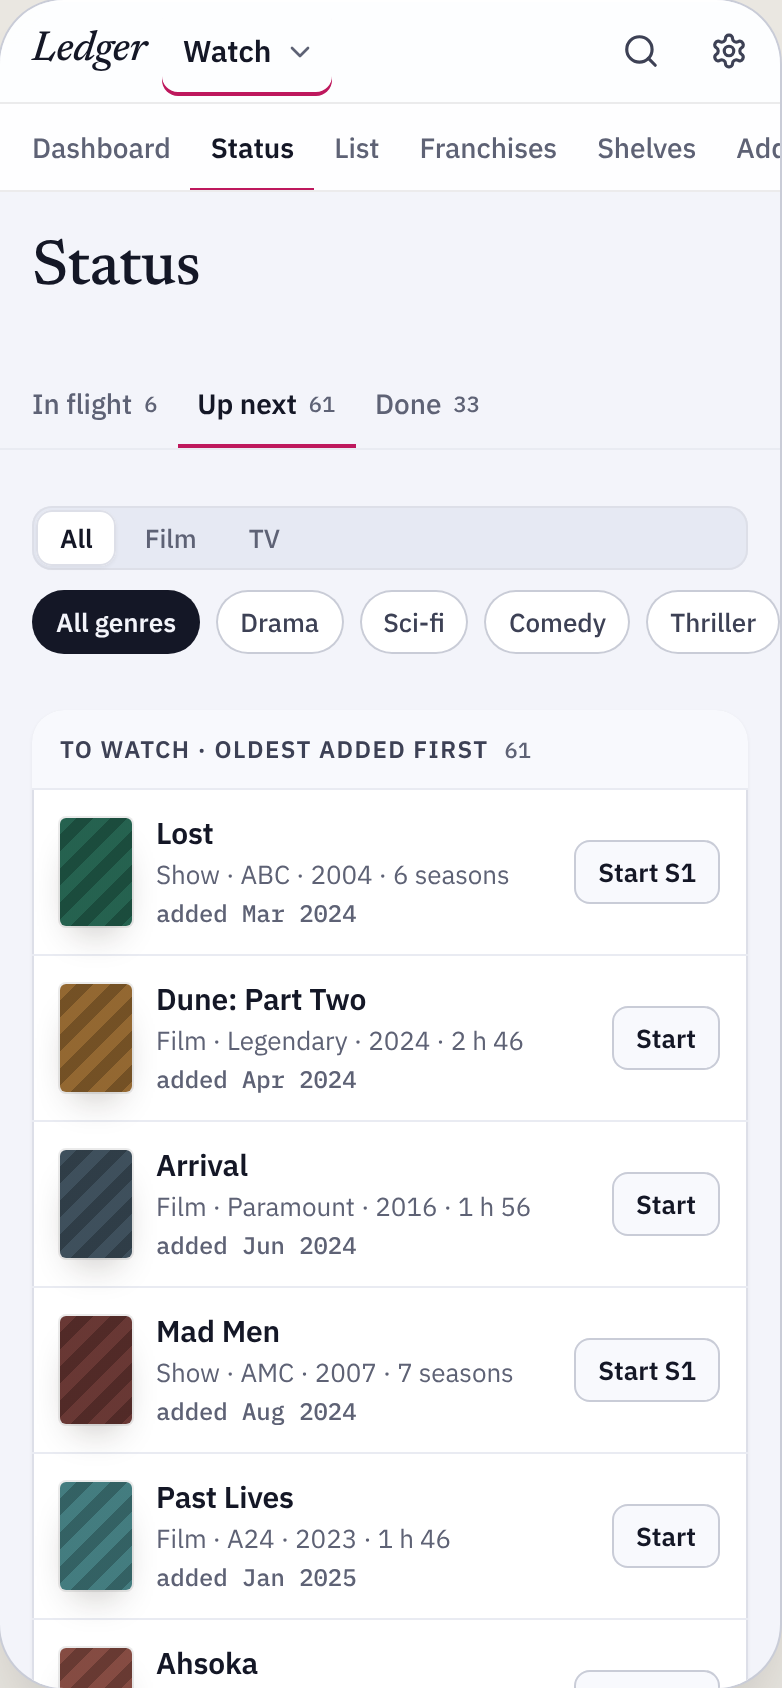 Ledger Watch
Dashboard Status List Franchises Shelves Add
Status
In flight 6 Up next 61 Done 33
All Film TV
All genres Drama Sci-fi Comedy Thriller
TO WATCH · OLDEST ADDED FIRST 61
Lost
Show · ABC · 2004 · 6 seasons
added Mar 2024
Start S1
Dune: Part Two
Film · Legendary · 2024 · 2 h 46
added Apr 2024
Start
Arrival
Film · Paramount · 2016 · 1 h 56
added Jun 2024
Start
Mad Men
Show · AMC · 2007 · 7 seasons
added Aug 2024
Start S1
Past Lives
Film · A24 · 2023 · 1 h 46
added Jan 2025
Start
Ahsoka